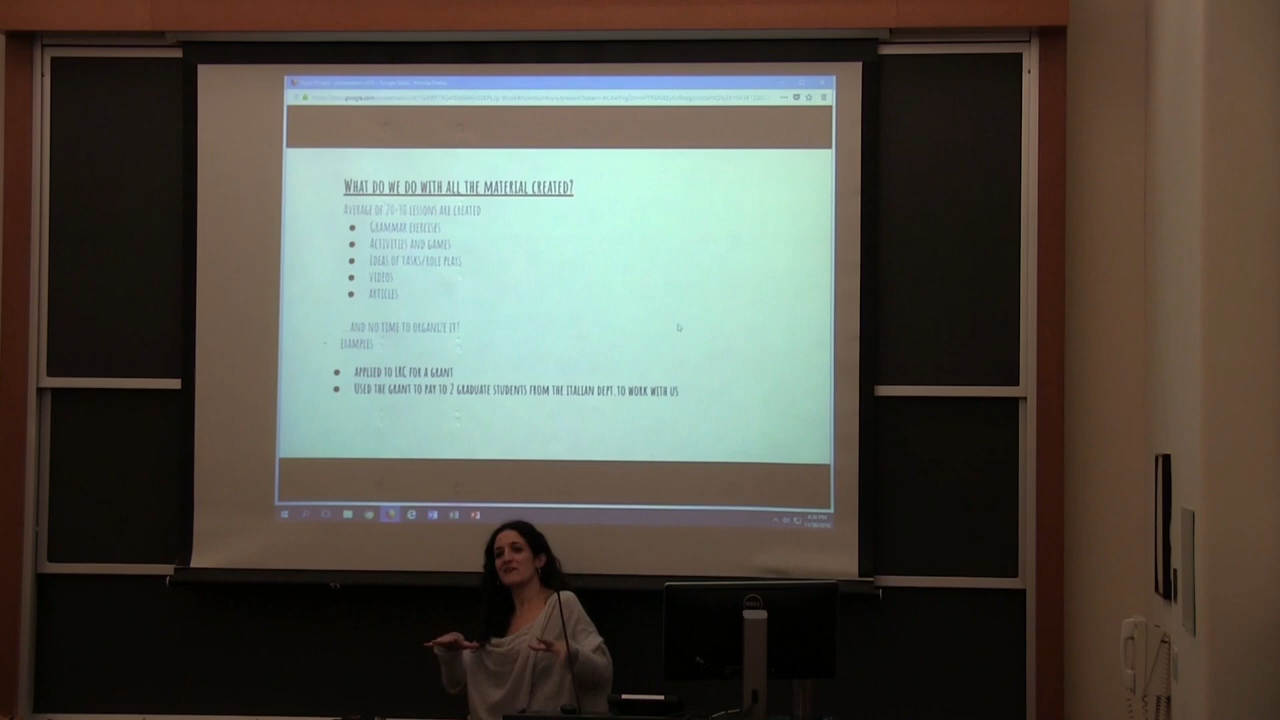 WHAT DO WE DO WITH ALL THE MATERIAL CREATED?
AVERAGE OF 20-30 LESSONS ARE CREATED
● GRAMMAR EXERCISES
● ACTIVITIES AND GAMES
● IDEAS OF TASKS/ROLE PLAYS
● VIDEOS
● ARTICLES
...AND NO TIME TO ORGANIZE IT!
EXAMPLES
● APPLIED TO LRC FOR A GRANT
● USED THE GRANT TO PAY TO 2 GRADUATE STUDENTS FROM THE ITALIAN DEPT. TO WORK WITH US
DELL